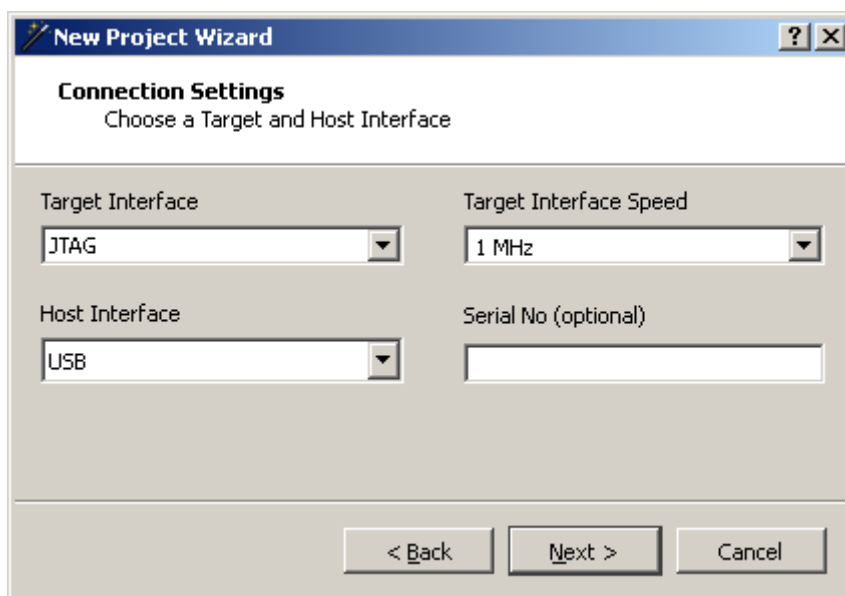 New Project Wizard
Connection Settings
Choose a Target and Host Interface
Target Interface
Target Interface Speed
JTAG
1 MHz
Host Interface
Serial No (optional)
USB
< Back
Next >
Cancel